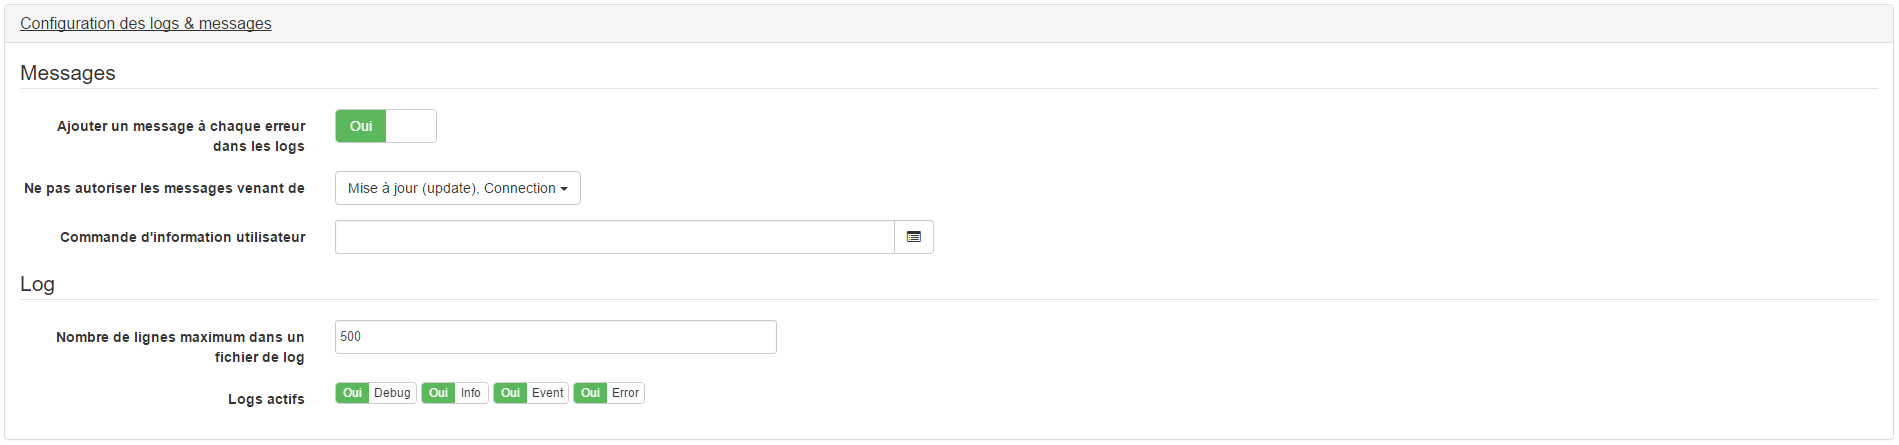 Configuration des logs & messages
Messages
Ajouter un message à chaque erreur
dans les logs
Oui
Ne pas autoriser les messages venant de
Mise à jour (update), Connection
Commande d'information utilisateur
Log
Nombre de lignes maximum dans un
fichier de log
500
Logs actifs
Oui Debug Oui Info Oui Event Oui Error